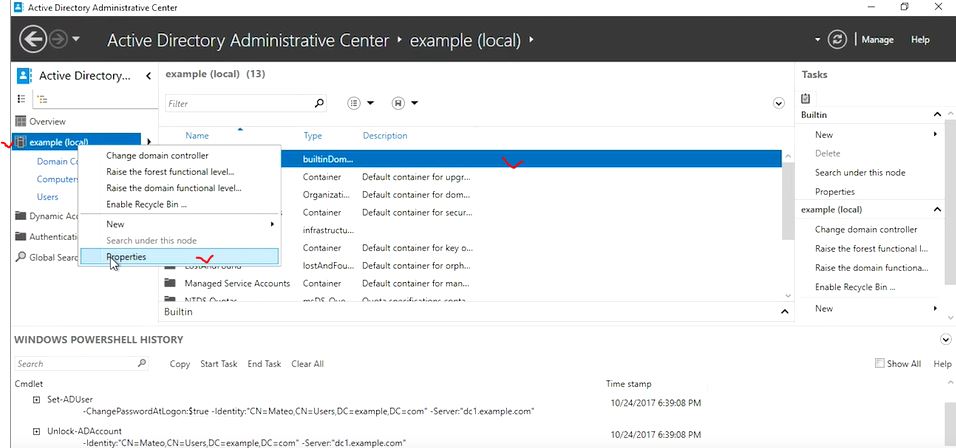 Active Directory Administrative Center
Active Directory Administrative Center • example (local) •
Manage
Help
Active Directory...
Overview
example (local)
Domain Co
Computers
Users
Dynamic Acc
Authenticati
Global Searc
Change domain controller
Raise the forest functional level...
Raise the domain functional level...
Enable Recycle Bin ...
New
Search under this node
Properties
example (local) (13)
Filter
Name Type Description
builtinDom...
Container Default container for upgr...
Organizati... Default container for dom...
Container Default container for secur...
infrastructu...
Container Default container for key o...
LostAndFound lostAndFou... Default container for orph...
Managed Service Accounts Container Default container for mana...
NTDS Quotas msDS-Quo... Quota specifications conta...
Builtin
Tasks
Builtin
New
Delete
Search under this node
Properties
example (local)
Change domain controller
Raise the forest functional l...
Raise the domain functiona...
Enable Recycle Bin ...
New
WINDOWS POWERSHELL HISTORY
Search
Copy Start Task End Task Clear All
Show All Help
Cmdlet Time stamp
Set-ADUser
-ChangePasswordAtLogon:$true -Identity:"CN=Mateo,CN=Users,DC=example,DC=com" -Server:"dc1.example.com"
10/24/2017 6:39:08 PM
Unlock-ADAccount
-Identity:"CN=Mateo,CN=Users,DC=example,DC=com" -Server:"dc1.example.com"
10/24/2017 6:39:08 PM